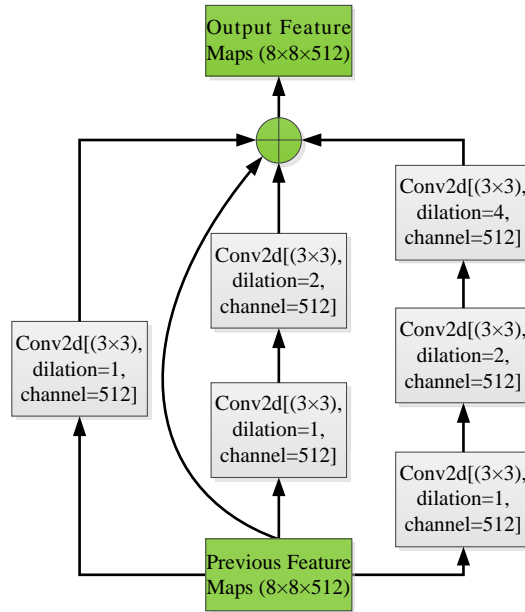 Output Feature
Maps (8×8×512)
Conv2d[(3×3),
dilation=1,
channel=512]
Conv2d[(3×3),
dilation=2,
channel=512]
Conv2d[(3×3),
dilation=1,
channel=512]
Conv2d[(3×3),
dilation=4,
channel=512]
Conv2d[(3×3),
dilation=2,
channel=512]
Conv2d[(3×3),
dilation=1,
channel=512]
Previous Feature
Maps (8×8×512)